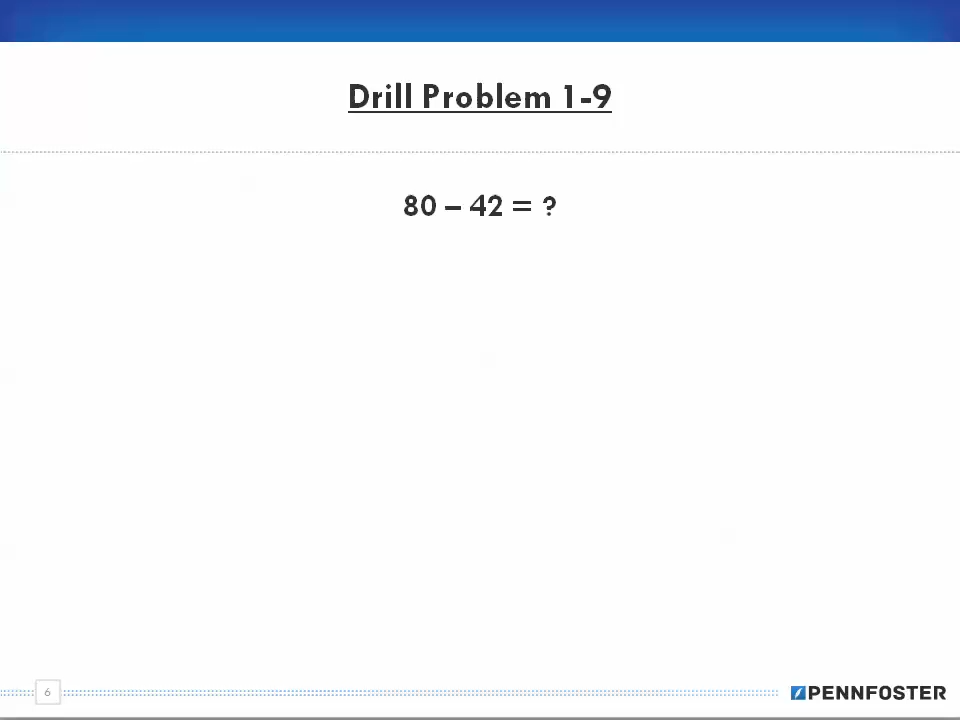 Drill Problem 1-9
80 – 42 = ?
6
PENNFOSTER